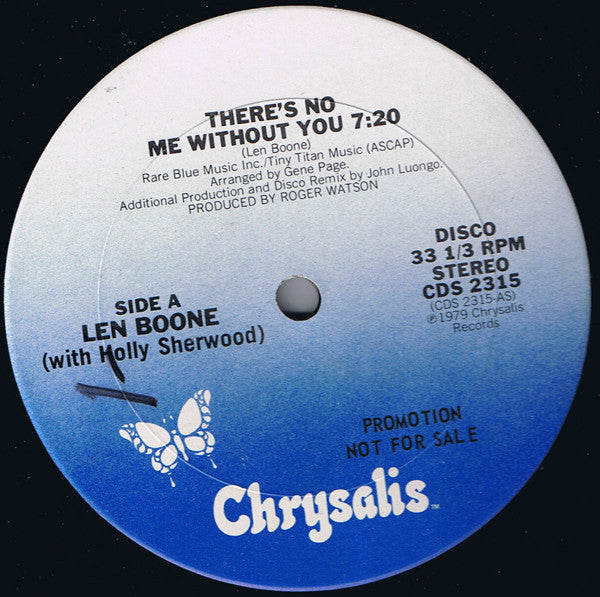 THERE'S NO
ME WITHOUT YOU 7:20
(Len Boone)
Rare Blue Music Inc./Tiny Titan Music (ASCAP)
Arranged by Gene Page.
Additional Production and Disco Remix by John Luongo.
PRODUCED BY ROGER WATSON
DISCO
33 1/3 RPM
STEREO
CDS 2315
(CDS 2315-AS)
℗1979 Chrysalis
Records
SIDE A
LEN BOONE
(with Holly Sherwood)
PROMOTION
NOT FOR SALE
Chrysalis™